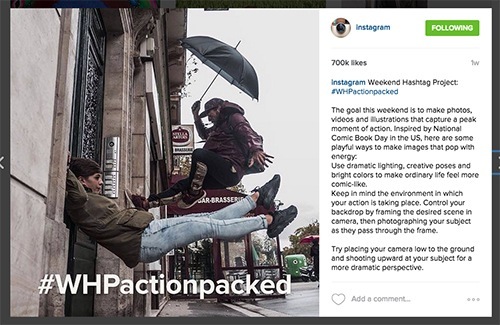 STELLA
ARTOIS
BRASSERIE
BAR-BRASSERIE
#WHPactionpacked
instagram
FOLLOWING
700k likes
1w
instagram Weekend Hashtag Project:
#WHPactionpacked
The goal this weekend is to make photos,
videos and illustrations that capture a peak
moment of action. Inspired by National
Comic Book Day in the US, here are some
playful ways to make images that pop with
energy:
Use dramatic lighting, creative poses and
bright colors to make ordinary life feel more
comic-like.
Keep in mind the environment in which
your action is taking place. Control your
backdrop by framing the desired scene in
camera, then photographing your subject
as they pass through the frame.
Try placing your camera low to the ground
and shooting upward at your subject for a
more dramatic perspective.
Add a comment...